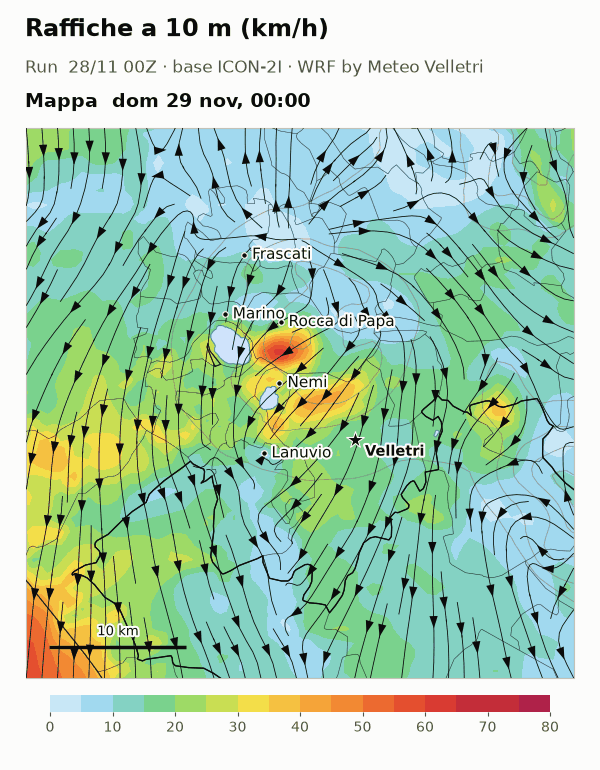 Raffiche a 10 m (km/h)
Run 28/11 00Z · base ICON-2I · WRF by Meteo Velletri
Mappa dom 29 nov, 00:00
Frascati
Marino
Rocca di Papa
Nemi
Velletri
Lanuvio
10 km
0 10 20 30 40 50 60 70 80